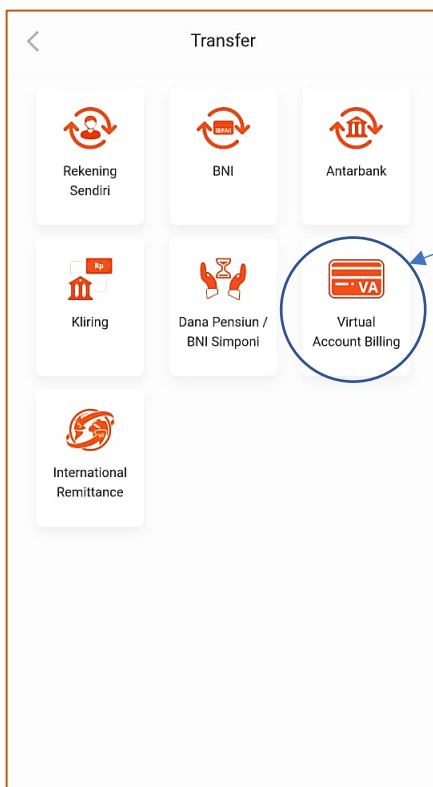 Transfer
Rekening
Sendiri
BNI
BNI
Antarbank
Rp
Kliring
Dana Pensiun /
BNI Simponi
VA
Virtual
Account Billing
International
Remittance